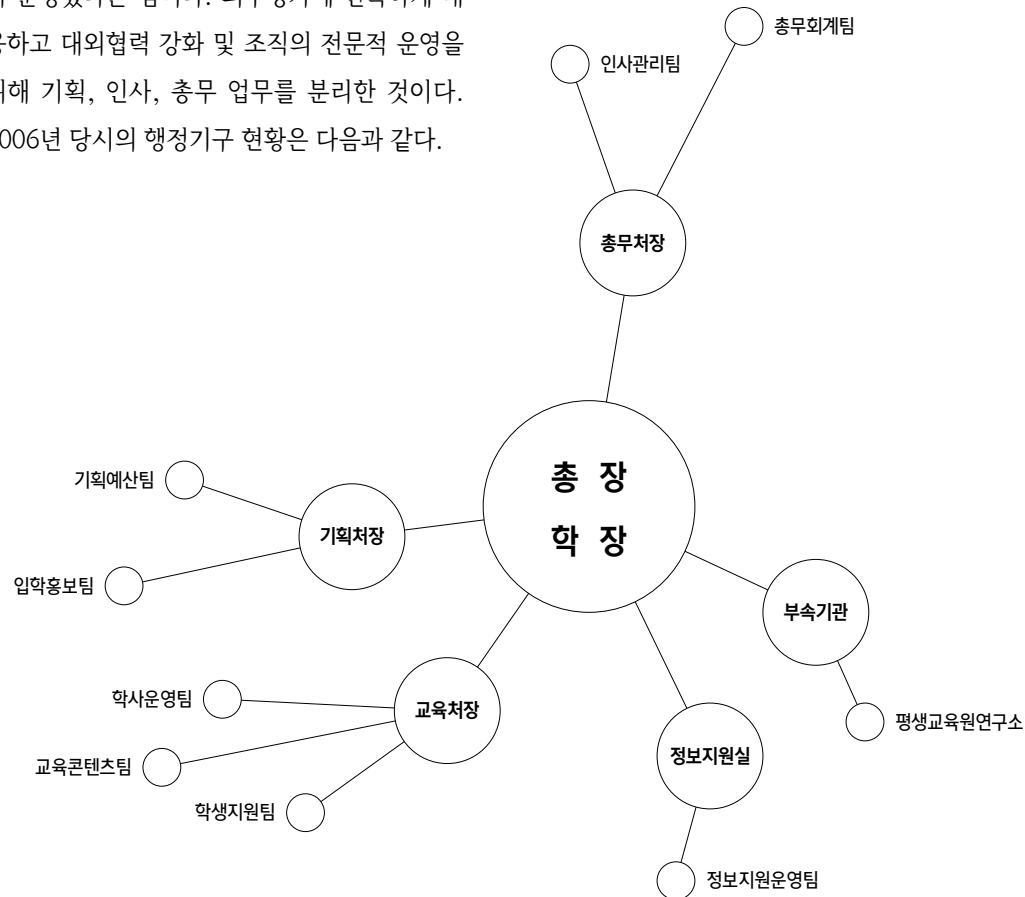 응하고 대외협력 강화 및 조직의 전문적 운영을
위해 기획, 인사, 총무 업무를 분리한 것이다.
2006년 당시의 행정기구 현황은 다음과 같다.
총무회계팀
인사관리팀
총무처장
총 장
학 장
기획예산팀
기획처장
입학홍보팀
부속기관
학사운영팀
교육처장
평생교육원연구소
교육콘텐츠팀
정보지원실
학생지원팀
정보지원운영팀